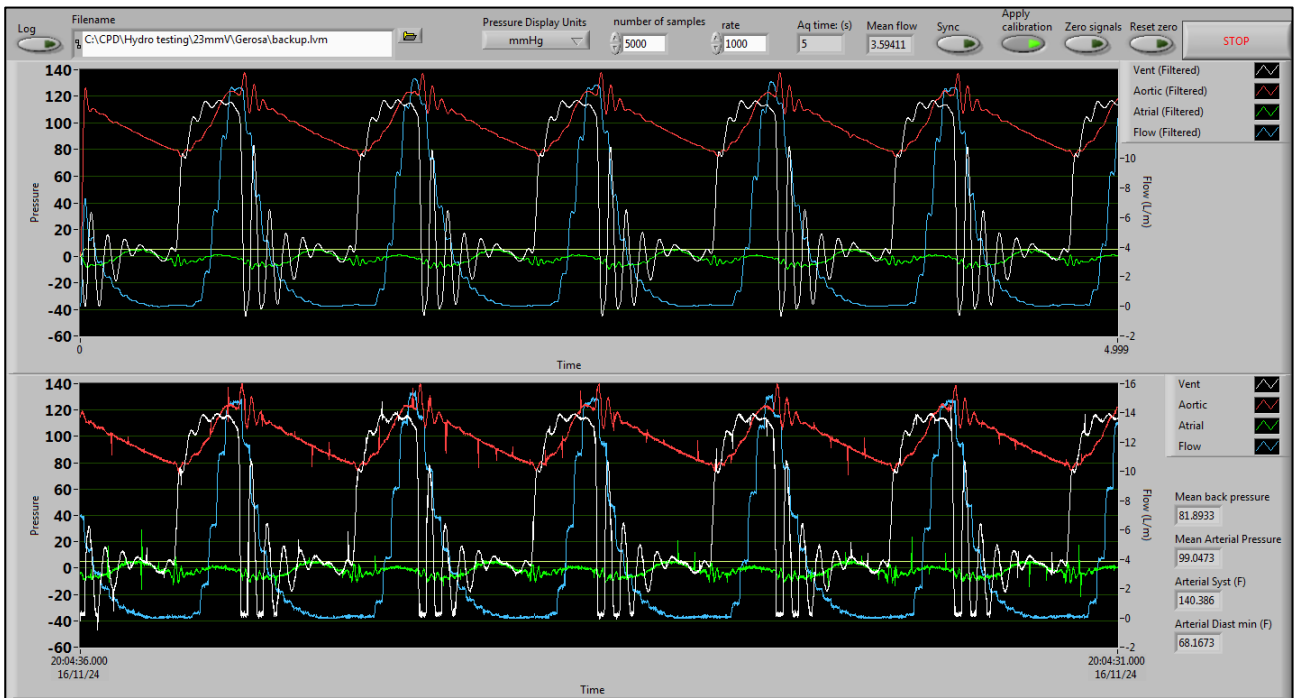 Log
Filename
C:\CPD\Hydro testing\23mmV\Gerosa\backup.lvm
Pressure Display Units
mmHg
number of samples
5000
rate
1000
Aq time: (s)
5
Mean flow
3.59411
Sync
Apply
calibration
Zero signals
Reset zero
STOP
140
120
100
80
60
40
20
0
-20
-40
-60
Pressure
0
4.999
Time
10
8
6
4
2
0
-2
Flow (L/m)
Vent (Filtered)
Aortic (Filtered)
Atrial (Filtered)
Flow (Filtered)
140
120
100
80
60
40
20
0
-20
-40
-60
Pressure
20:04:36.000
16/11/24
20:04:31.000
16/11/24
Time
16
14
12
10
8
6
4
2
0
-2
Flow (L/m)
Vent
Aortic
Atrial
Flow
Mean back pressure
81.8933
Mean Arterial Pressure
99.0473
Arterial Syst (F)
140.386
Arterial Diast min (F)
68.1673